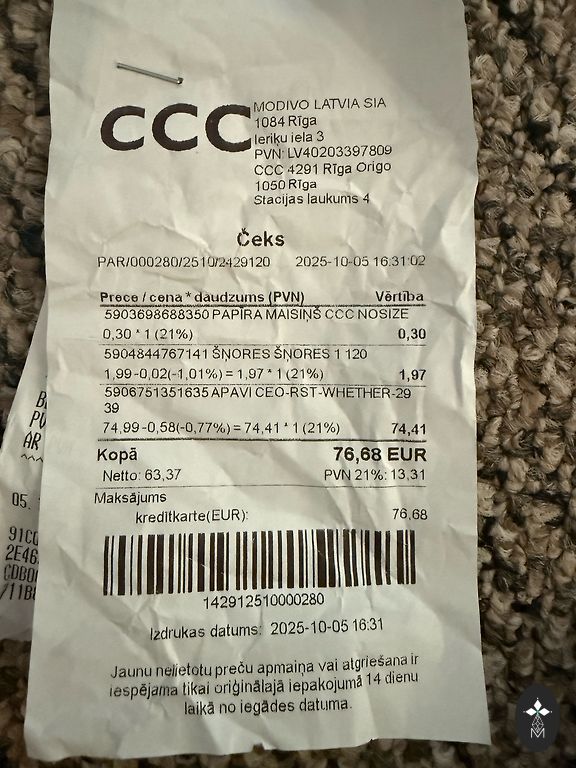 CCC
MODIVO LATVIA SIA
1084 Rīga
Ieriķu iela 3
PVN: LV40203397809
CCC 4291 Rīga Origo
1050 Rīga
Stacijas laukums 4
Čeks
PAR/000280/2510/2429120 2025-10-05 16:31:02
Prece / cena * daudzums (PVN) Vērtība
5903698688350 PAPĪRA MAISIŅŠ CCC NOSIZE
0,30 * 1 (21%) 0,30
5904844767141 ŠŅORES ŠŅORES 1 120
1,99-0,02(-1,01%) = 1,97 * 1 (21%) 1,97
5906751351635 APAVI CEO-RST-WHETHER-29
39
74,99-0,58(-0,77%) = 74,41 * 1 (21%) 74,41
Kopā 76,68 EUR
Netto: 63,37 PVN 21%: 13,31
Maksājums
kredītkarte(EUR): 76,68
142912510000280
Izdrukas datums: 2025-10-05 16:31
Jaunu nelietotu preču apmaiņa vai atgriešana ir
iespējama tikai oriģinālajā iepakojumā 14 dienu
laikā no iegādes datuma.
05.
M